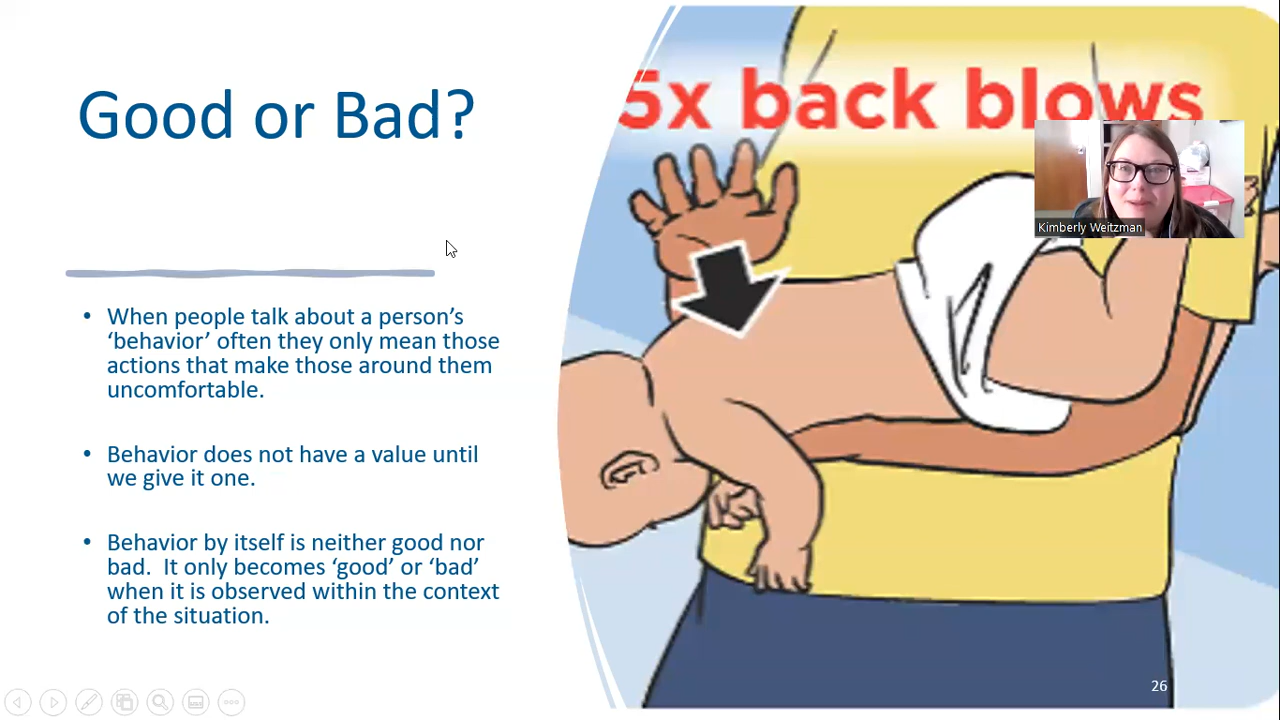 Good or Bad?
• When people talk about a person's
‘behavior’ often they only mean those
actions that make those around them
uncomfortable.
• Behavior does not have a value until
we give it one.
• Behavior by itself is neither good nor
bad.  It only becomes ‘good’ or ‘bad’
when it is observed within the context
of the situation.
5x back blows
Kimberly Weitzman
26